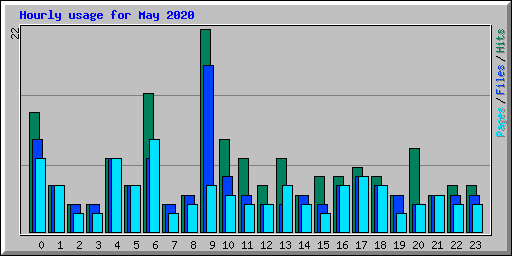 Hourly usage for May 2020
22
Pages / Files / Hits
0 1 2 3 4 5 6 7 8 9 10 11 12 13 14 15 16 17 18 19 20 21 22 23